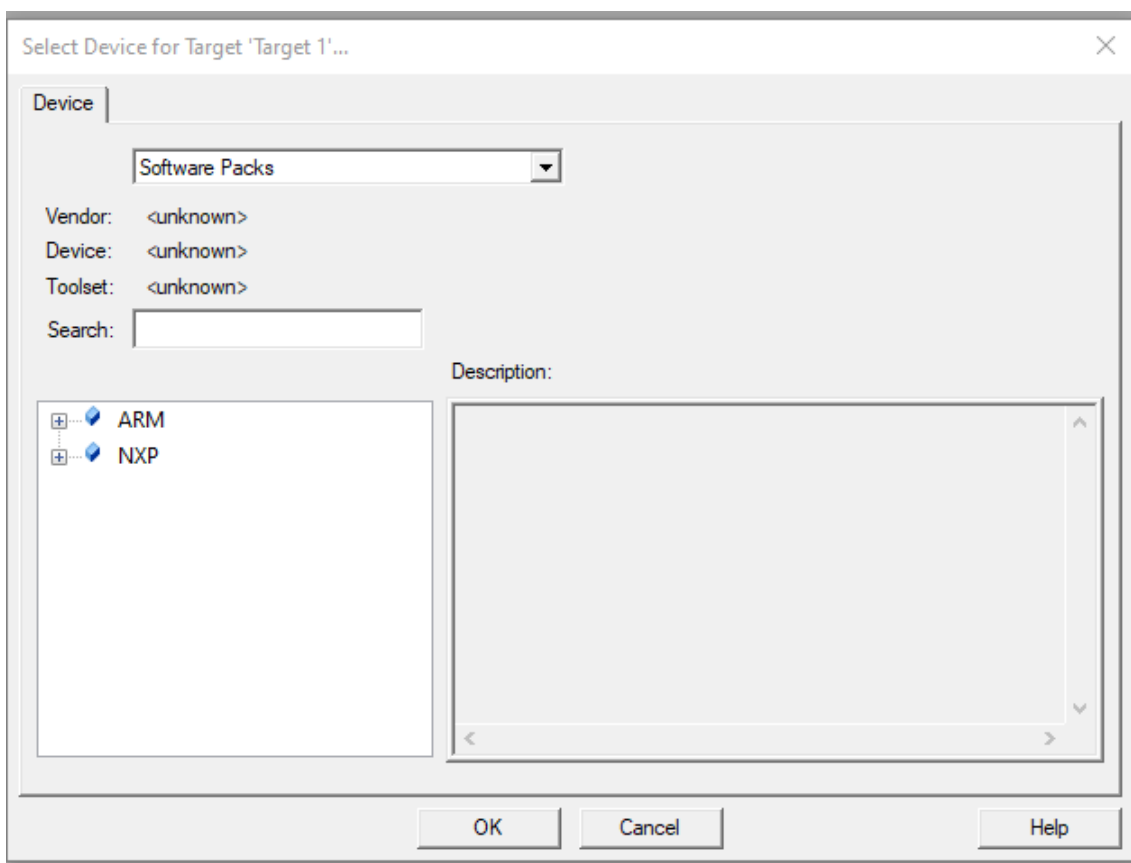 Select Device for Target 'Target 1'...
Device
Software Packs
Vendor: <unknown>
Device: <unknown>
Toolset: <unknown>
Search:
Description:
ARM
NXP
OK Cancel Help